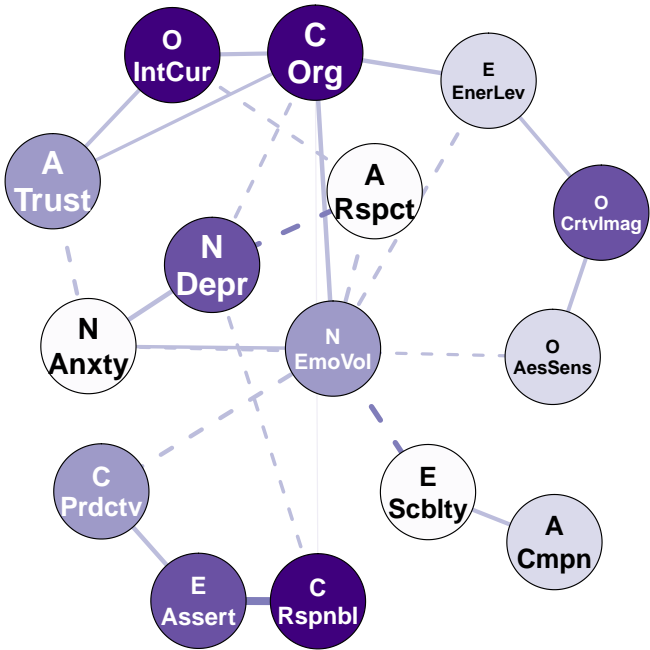 O
IntCur
C
Org
E
EnerLev
A
Trust
A
Rspct
O
CrtvImag
N
Depr
N
Anxty
N
EmoVol
O
AesSens
C
Prdctv
E
Scblty
A
Cmpn
E
Assert
C
Rspnbl